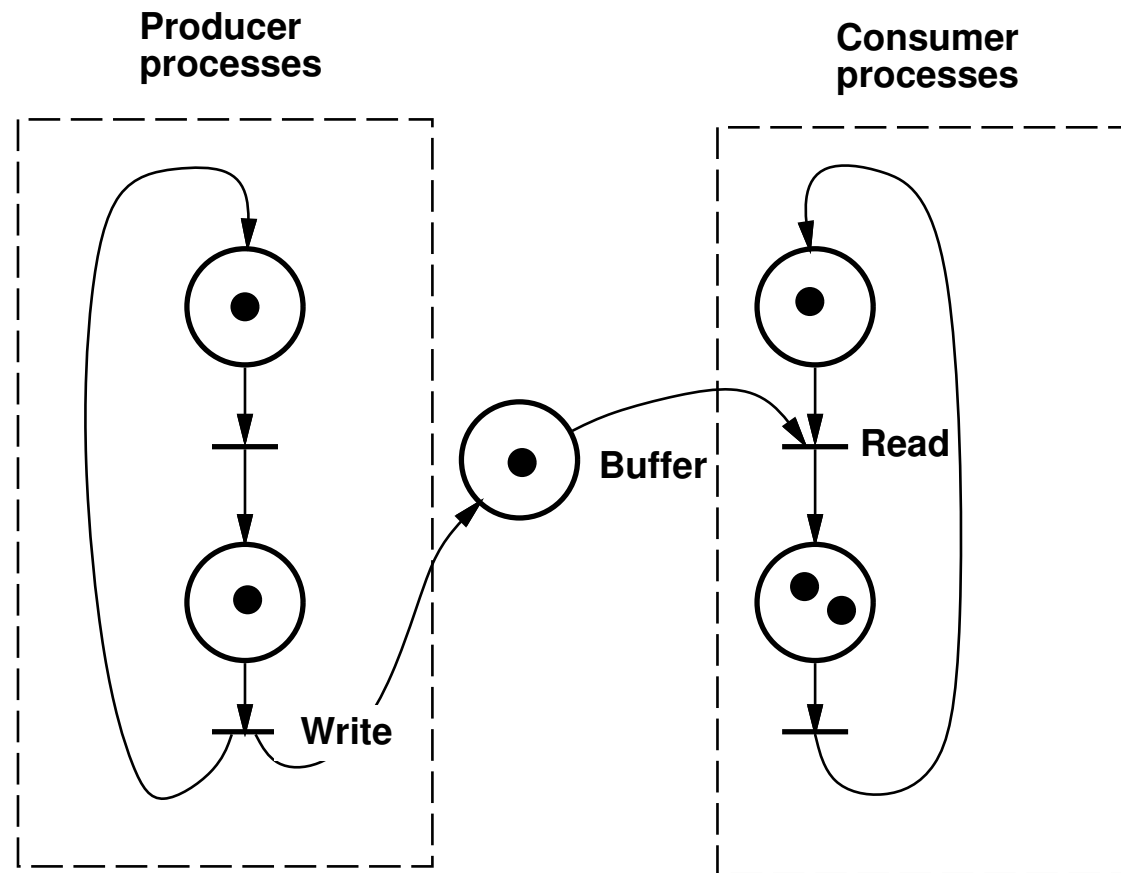 Producer
processes
Consumer
processes
Buffer
Read
Write